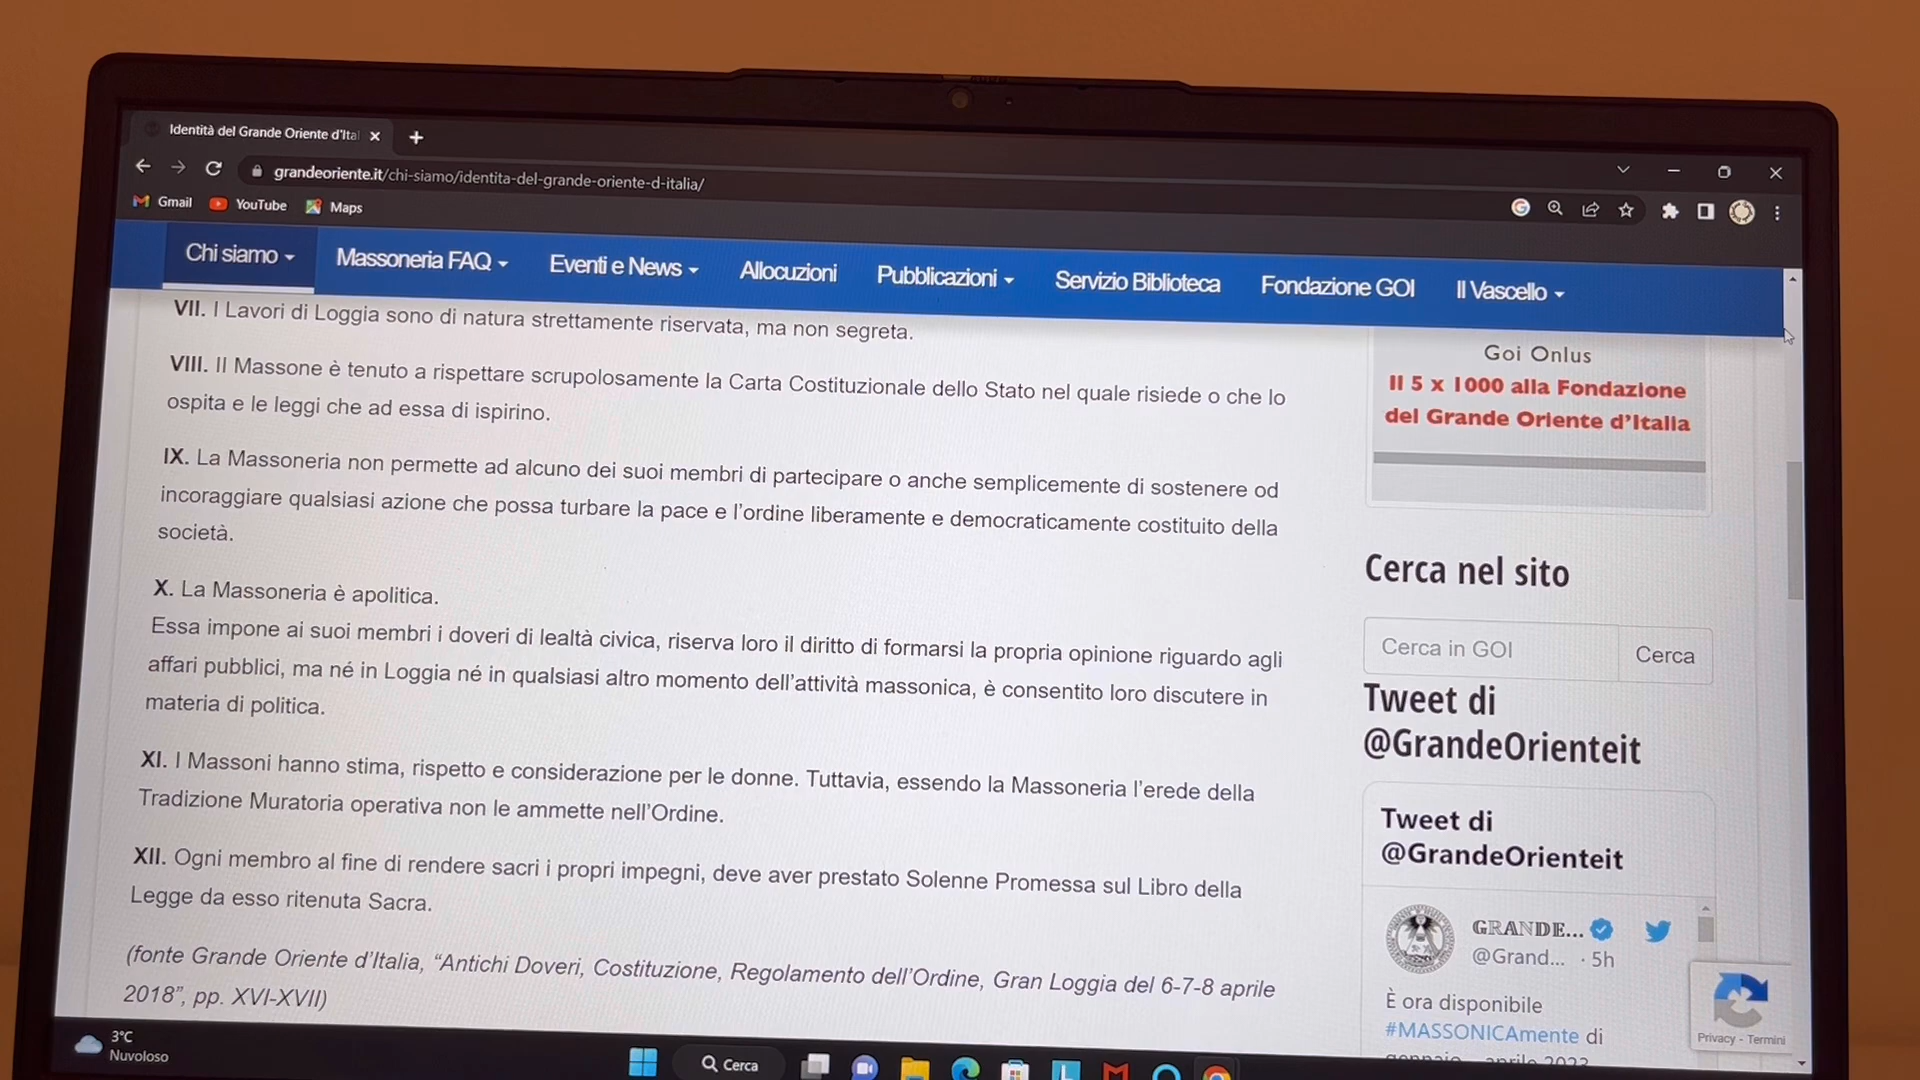 Identità del Grande Oriente d'Ita
grandeoriente.it/chi-siamo/identita-del-grande-oriente-d-italia/
Gmail YouTube Maps
Chi siamo Massoneria FAQ Eventi e News Allocuzioni Pubblicazioni Servizio Biblioteca Fondazione GOI Il Vascello
VII. I Lavori di Loggia sono di natura strettamente riservata, ma non segreta.
VIII. Il Massone è tenuto a rispettare scrupolosamente la Carta Costituzionale dello Stato nel quale risiede o che lo
ospita e le leggi che ad essa di ispirino.
IX. La Massoneria non permette ad alcuno dei suoi membri di partecipare o anche semplicemente di sostenere od
incoraggiare qualsiasi azione che possa turbare la pace e l'ordine liberamente e democraticamente costituito della
società.
X. La Massoneria è apolitica.
Essa impone ai suoi membri i doveri di lealtà civica, riserva loro il diritto di formarsi la propria opinione riguardo agli
affari pubblici, ma né in Loggia né in qualsiasi altro momento dell'attività massonica, è consentito loro discutere in
materia di politica.
XI. I Massoni hanno stima, rispetto e considerazione per le donne. Tuttavia, essendo la Massoneria l'erede della
Tradizione Muratoria operativa non le ammette nell'Ordine.
XII. Ogni membro al fine di rendere sacri i propri impegni, deve aver prestato Solenne Promessa sul Libro della
Legge da esso ritenuta Sacra.
(fonte Grande Oriente d'Italia, "Antichi Doveri, Costituzione, Regolamento dell'Ordine, Gran Loggia del 6-7-8 aprile
2018", pp. XVI-XVII)
Goi Onlus
Il 5 x 1000 alla Fondazione
del Grande Oriente d'Italia
Cerca nel sito
Cerca in GOI Cerca
Tweet di
@GrandeOrienteit
Tweet di
@GrandeOrienteit
GRANDE...
@Grand... · 5h
È ora disponibile
#MASSONICAmente di
gennaio - aprile 2023
Privacy - Termini
3°C
Nuvoloso
Cerca